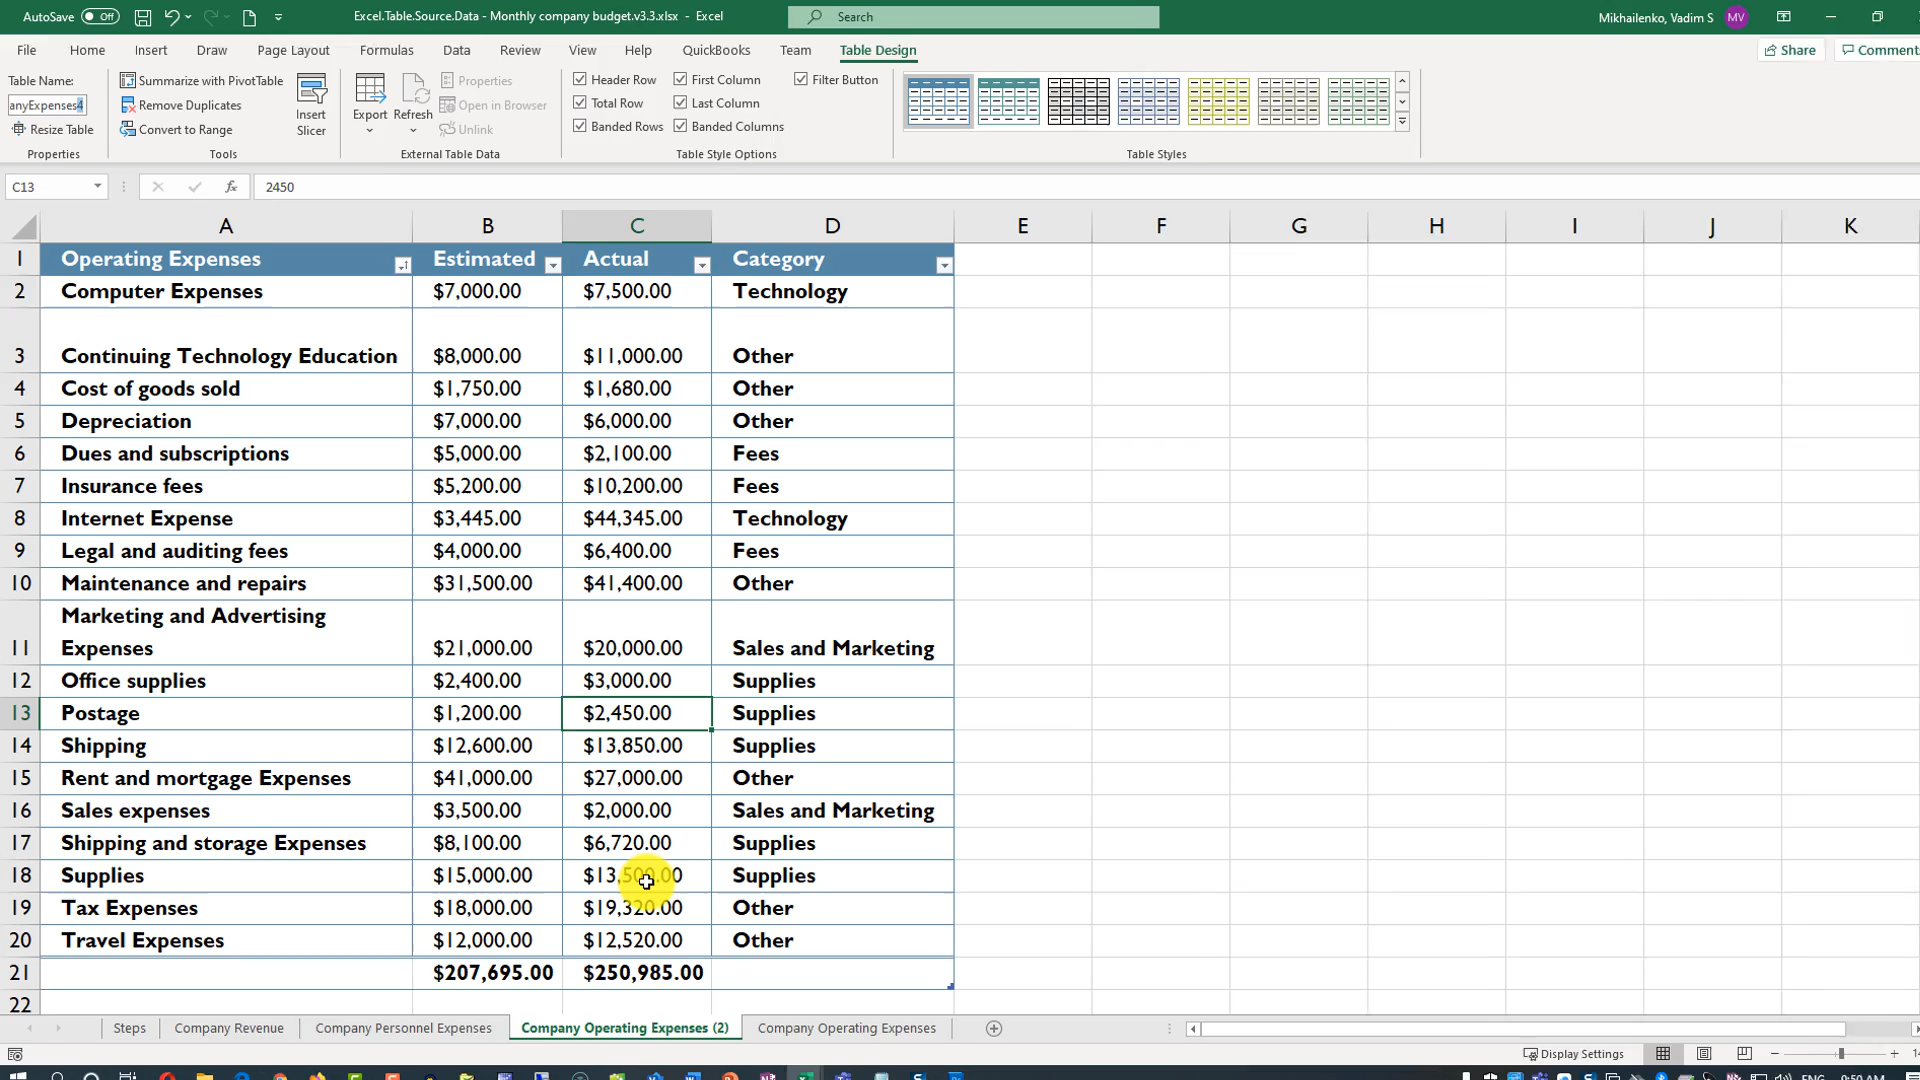 AutoSave Off Excel.Table.Source.Data - Monthly company budget.v3.3.xlsx - Excel Search Mikhailenko, Vadim S MV
File Home Insert Draw Page Layout Formulas Data Review View Help QuickBooks Team Table Design Share Comment
Table Name:
anyExpenses4
Resize Table
Properties
Summarize with PivotTable
Remove Duplicates
Convert to Range
Insert Slicer
Tools
Export Refresh
Properties
Open in Browser
Unlink
External Table Data
Header Row First Column Filter Button
Total Row Last Column
Banded Rows Banded Columns
Table Style Options
Table Styles
C13 fx 2450
A B C D E F G H I J K
1 Operating Expenses Estimated Actual Category
2 Computer Expenses $7,000.00 $7,500.00 Technology
3 Continuing Technology Education $8,000.00 $11,000.00 Other
4 Cost of goods sold $1,750.00 $1,680.00 Other
5 Depreciation $7,000.00 $6,000.00 Other
6 Dues and subscriptions $5,000.00 $2,100.00 Fees
7 Insurance fees $5,200.00 $10,200.00 Fees
8 Internet Expense $3,445.00 $44,345.00 Technology
9 Legal and auditing fees $4,000.00 $6,400.00 Fees
10 Maintenance and repairs $31,500.00 $41,400.00 Other
Marketing and Advertising
11 Expenses $21,000.00 $20,000.00 Sales and Marketing
12 Office supplies $2,400.00 $3,000.00 Supplies
13 Postage $1,200.00 $2,450.00 Supplies
14 Shipping $12,600.00 $13,850.00 Supplies
15 Rent and mortgage Expenses $41,000.00 $27,000.00 Other
16 Sales expenses $3,500.00 $2,000.00 Sales and Marketing
17 Shipping and storage Expenses $8,100.00 $6,720.00 Supplies
18 Supplies $15,000.00 $13,500.00 Supplies
19 Tax Expenses $18,000.00 $19,320.00 Other
20 Travel Expenses $12,000.00 $12,520.00 Other
21 $207,695.00 $250,985.00
22
Steps Company Revenue Company Personnel Expenses Company Operating Expenses (2) Company Operating Expenses
Display Settings
ENG 9:50 AM